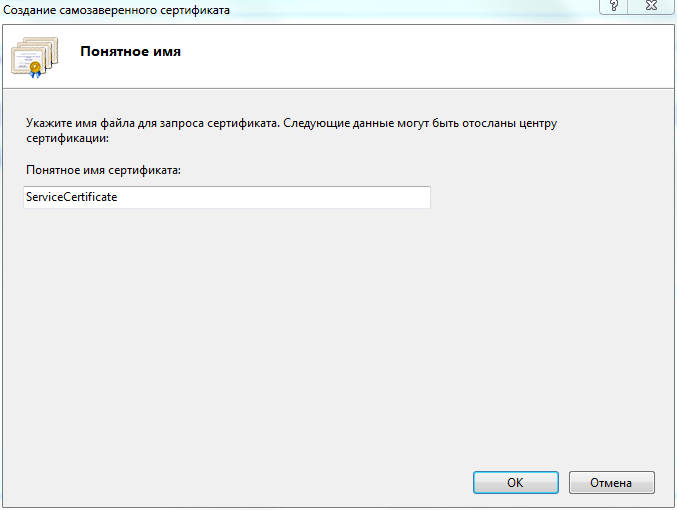 Создание самозаверенного сертификата
Понятное имя
Укажите имя файла для запроса сертификата. Следующие данные могут быть отосланы центру
сертификации:
Понятное имя сертификата:
ServiceCertificate
ОК
Отмена